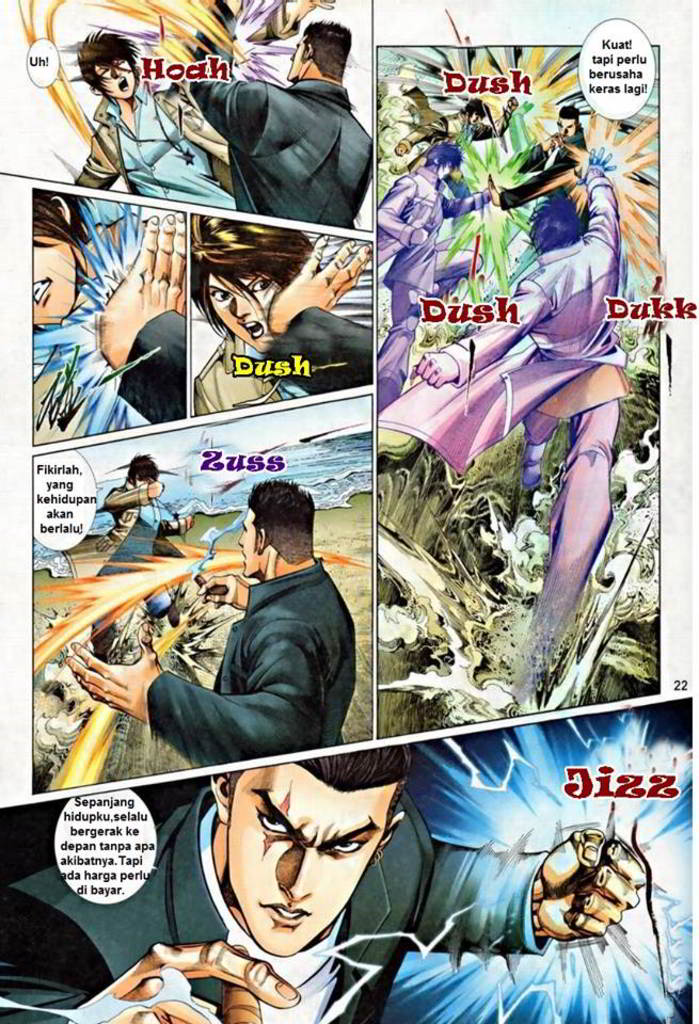 Uh!
Hoah
Kuat!
tapi perlu
berusaha
keras lagi!
Dush
Dush
Dukk
Dush
Zuss
Fikirlah,
yang
kehidupan
akan
berlalu!
22
Jizz
Sepanjang
hidupku,selalu
bergerak ke
depan tanpa apa
akibatnya.Tapi
ada harga perlu
di bayar.